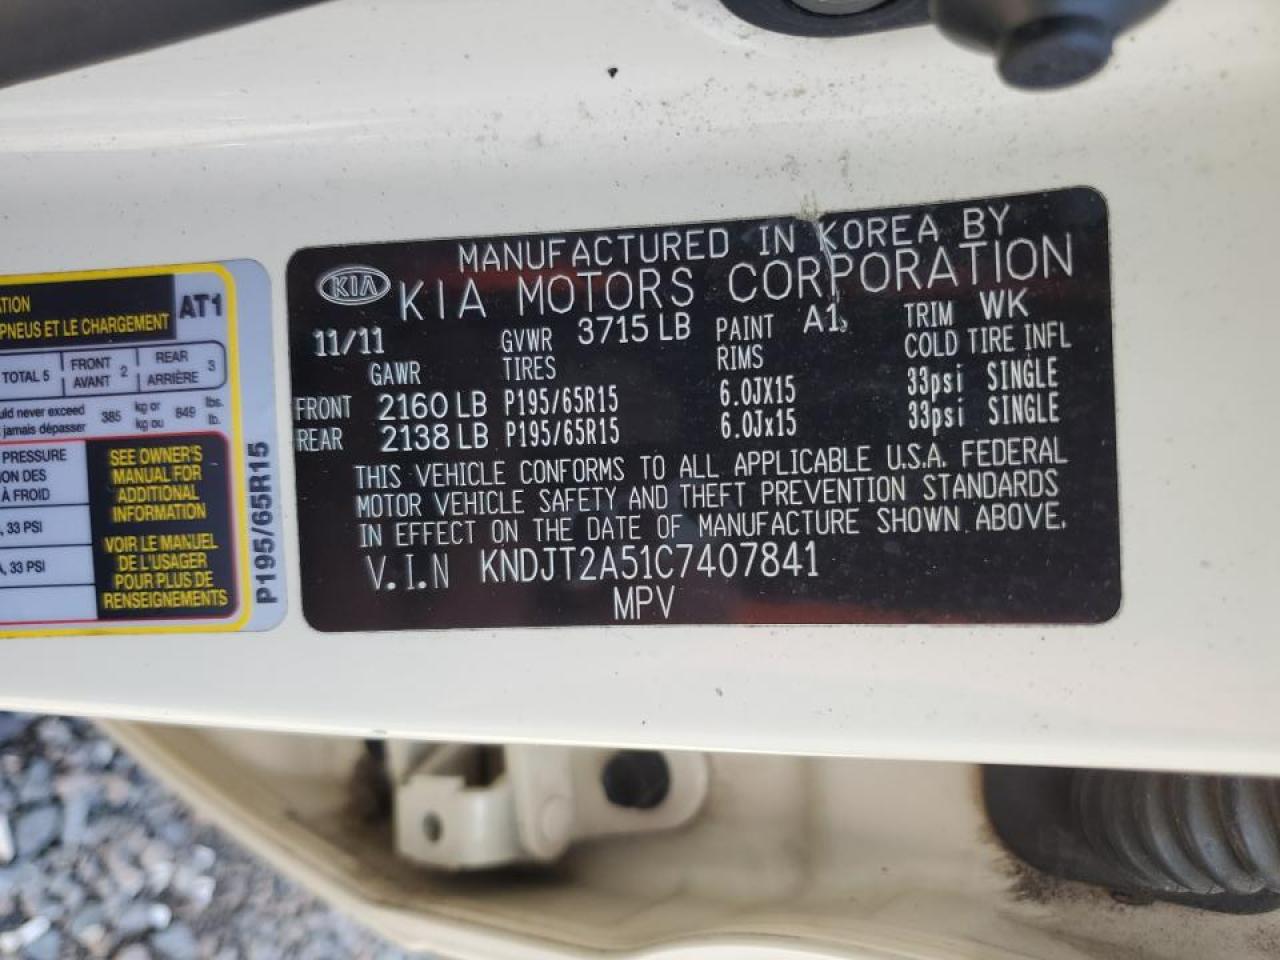 ATION
PNEUS ET LE CHARGEMENT
AT1
TOTAL 5 FRONT AVANT 2 REAR ARRIÈRE 3
uld never exceed 385 kg or 849 lbs.
jamais dépasser kg ou lb.
PRESSURE
ION DES
À FROID
, 33 PSI
A, 33 PSI
SEE OWNER'S
MANUAL FOR
ADDITIONAL
INFORMATION
VOIR LE MANUEL
DE L'USAGER
POUR PLUS DE
RENSEIGNEMENTS
P195/65R15
MANUFACTURED IN KOREA BY
KIA KIA MOTORS CORPORATION
11/11 GVWR 3715 LB PAINT A1 TRIM WK
GAWR TIRES RIMS COLD TIRE INFL
FRONT 2160 LB P195/65R15 6.0JX15 33psi SINGLE
REAR 2138 LB P195/65R15 6.0Jx15 33psi SINGLE
THIS VEHICLE CONFORMS TO ALL APPLICABLE U.S.A. FEDERAL
MOTOR VEHICLE SAFETY AND THEFT PREVENTION STANDARDS
IN EFFECT ON THE DATE OF MANUFACTURE SHOWN ABOVE.
V.I.N KNDJT2A51C7407841
MPV